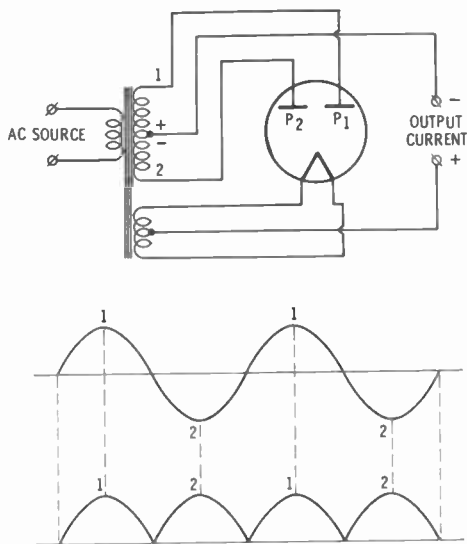 1
AC SOURCE
+
-
2
P2 P1
-
OUTPUT
CURRENT
+
1 1
2 2
1 2 1 2